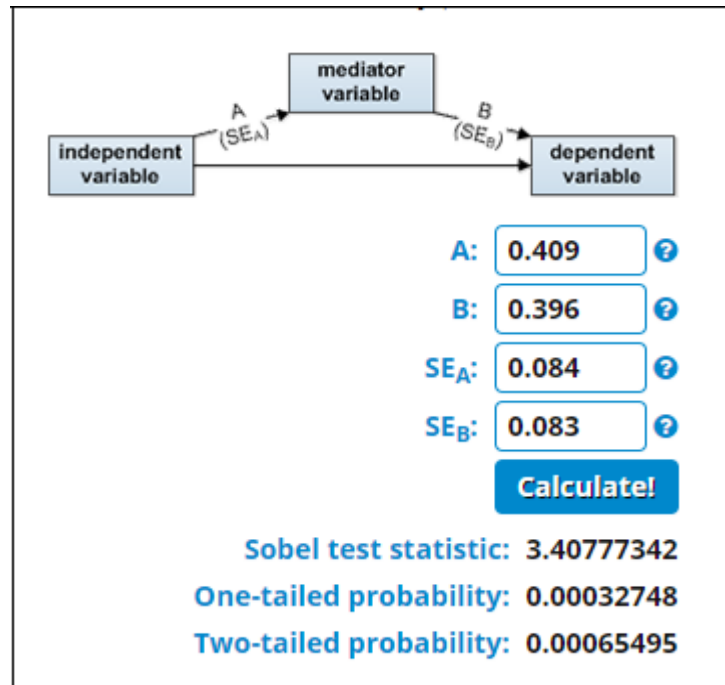 mediator
variable
A
(SEA)
B
(SEB)
independent
variable
dependent
variable
A: 0.409
B: 0.396
SEA: 0.084
SEB: 0.083
Calculate!
Sobel test statistic: 3.40777342
One-tailed probability: 0.00032748
Two-tailed probability: 0.00065495